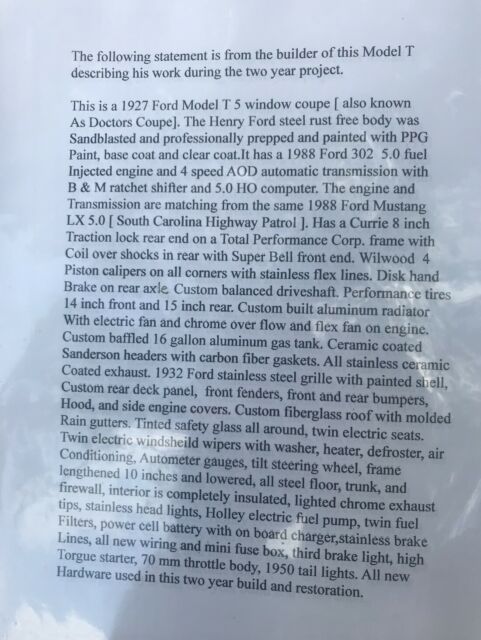 The following statement is from the builder of this Model T
describing his work during the two year project.
This is a 1927 Ford Model T 5 window coupe [ also known
As Doctors Coupe]. The Henry Ford steel rust free body was
Sandblasted and professionally prepped and painted with PPG
Paint, base coat and clear coat.It has a 1988 Ford 302  5.0 fuel
Injected engine and 4 speed AOD automatic transmission with
B & M ratchet shifter and 5.0 HO computer. The engine and
Transmission are matching from the same 1988 Ford Mustang
LX 5.0 [ South Carolina Highway Patrol ]. Has a Currie 8 inch
Traction lock rear end on a Total Performance Corp. frame with
Coil over shocks in rear with Super Bell front end. Wilwood  4
Piston calipers on all corners with stainless flex lines. Disk hand
Brake on rear axle. Custom balanced driveshaft. Performance tires
14 inch front and 15 inch rear. Custom built aluminum radiator
With electric fan and chrome over flow and flex fan on engine.
Custom baffled 16 gallon aluminum gas tank. Ceramic coated
Sanderson headers with carbon fiber gaskets. All stainless ceramic
Coated exhaust. 1932 Ford stainless steel grille with painted shell,
Custom rear deck panel,  front fenders, front and rear bumpers,
Hood, and side engine covers. Custom fiberglass roof with molded
Rain gutters. Tinted safety glass all around, twin electric seats.
Twin electric windsheild wipers with washer, heater, defroster, air
Conditioning, Autometer gauges, tilt steering wheel, frame
lengthened 10 inches and lowered, all steel floor, trunk, and
firewall, interior is completely insulated, lighted chrome exhaust
tips, stainless head lights, Holley electric fuel pump, twin fuel
Filters, power cell battery with on board charger,stainless brake
Lines, all new wiring and mini fuse box, third brake light, high
Torgue starter, 70 mm throttle body, 1950 tail lights. All new
Hardware used in this two year build and restoration.